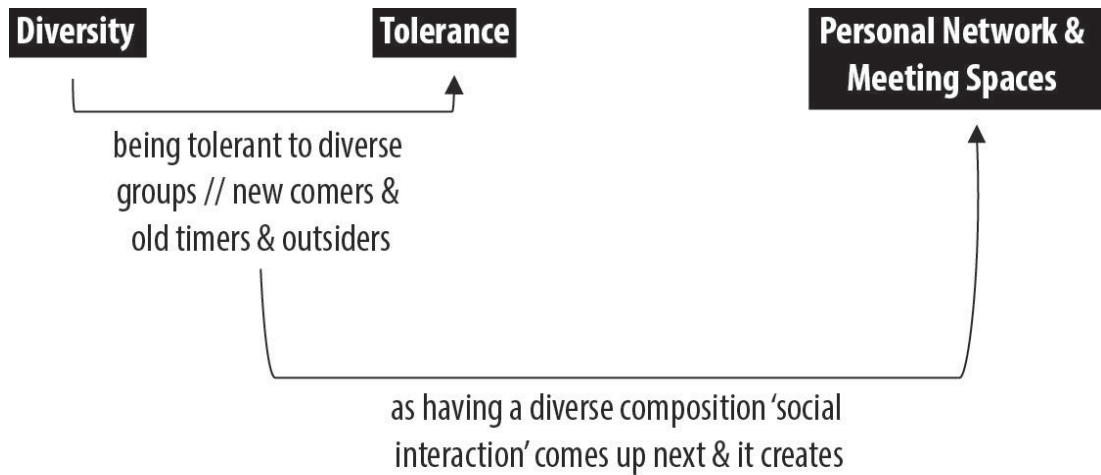 Diversity
Tolerance
Personal Network &
Meeting Spaces
being tolerant to diverse
groups // new comers &
old timers & outsiders
as having a diverse composition ‘social
interaction’ comes up next & it creates